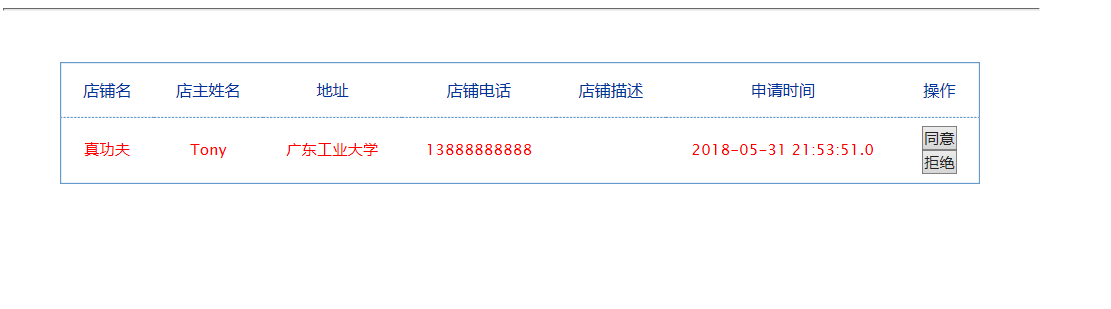 店铺名 店主姓名 地址 店铺电话 店铺描述 申请时间 操作
真功夫 Tony 广东工业大学 13888888888 2018-05-31 21:53:51.0 同意
拒绝